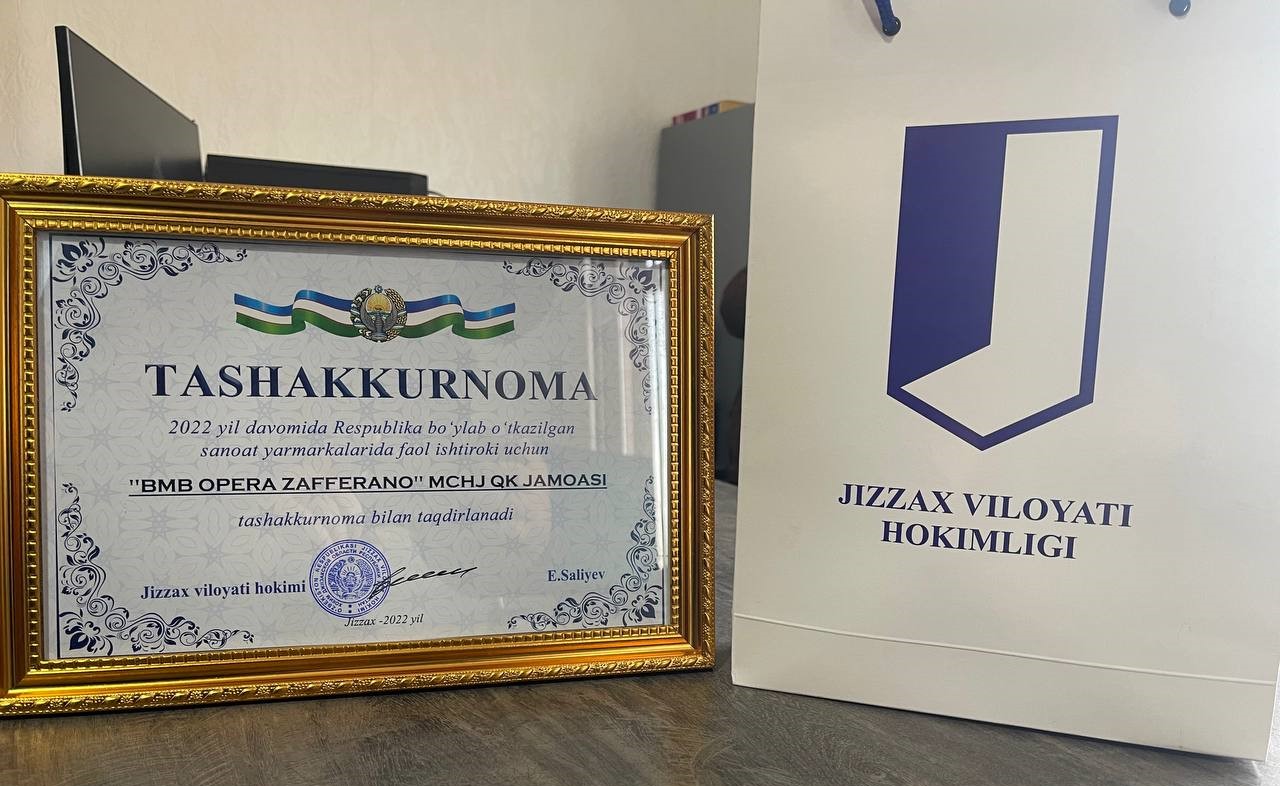 TASHAKKURNOMA
2022 yil davomida Respublika bo‘ylab o‘tkazilgan
sanoat yarmarkalarida faol ishtiroki uchun
"BMB OPERA ZAFFERANO" MCHJ QK JAMOASI
tashakkurnoma bilan taqdirlanadi
Jizzax viloyati hokimi
E.Saliyev
Jizzax -2022 yil
JIZZAX VILOYATI
HOKIMLIGI